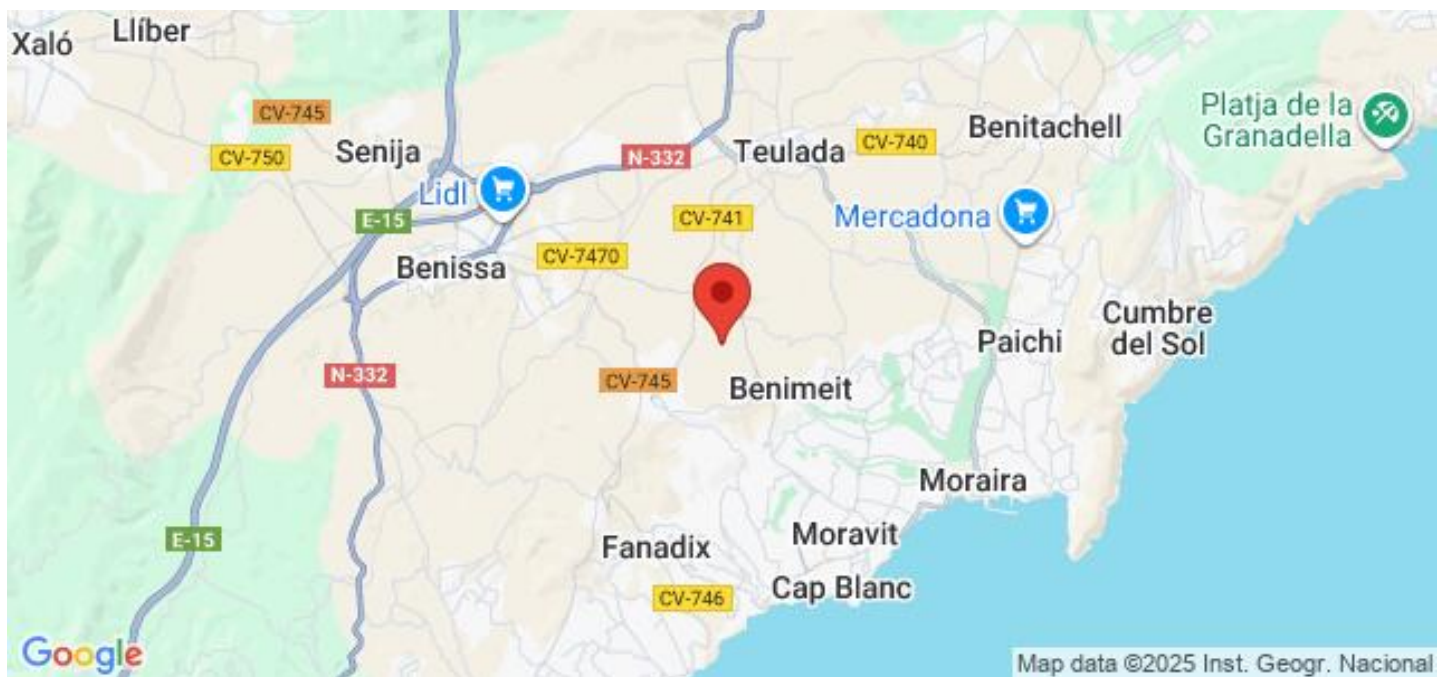 Xaló
Llíber
CV-745
CV-750
Senija
Lidl
E-15
N-332
Teulada
CV-740
Benitachell
Platja de la
Granadella
CV-741
Mercadona
Benissa
CV-7470
Cumbre
del Sol
Paichi
N-332
CV-745
Benimeit
Moraira
E-15
Fanadix
Moravit
CV-746
Cap Blanc
Google
Map data ©2025 Inst. Geogr. Nacional